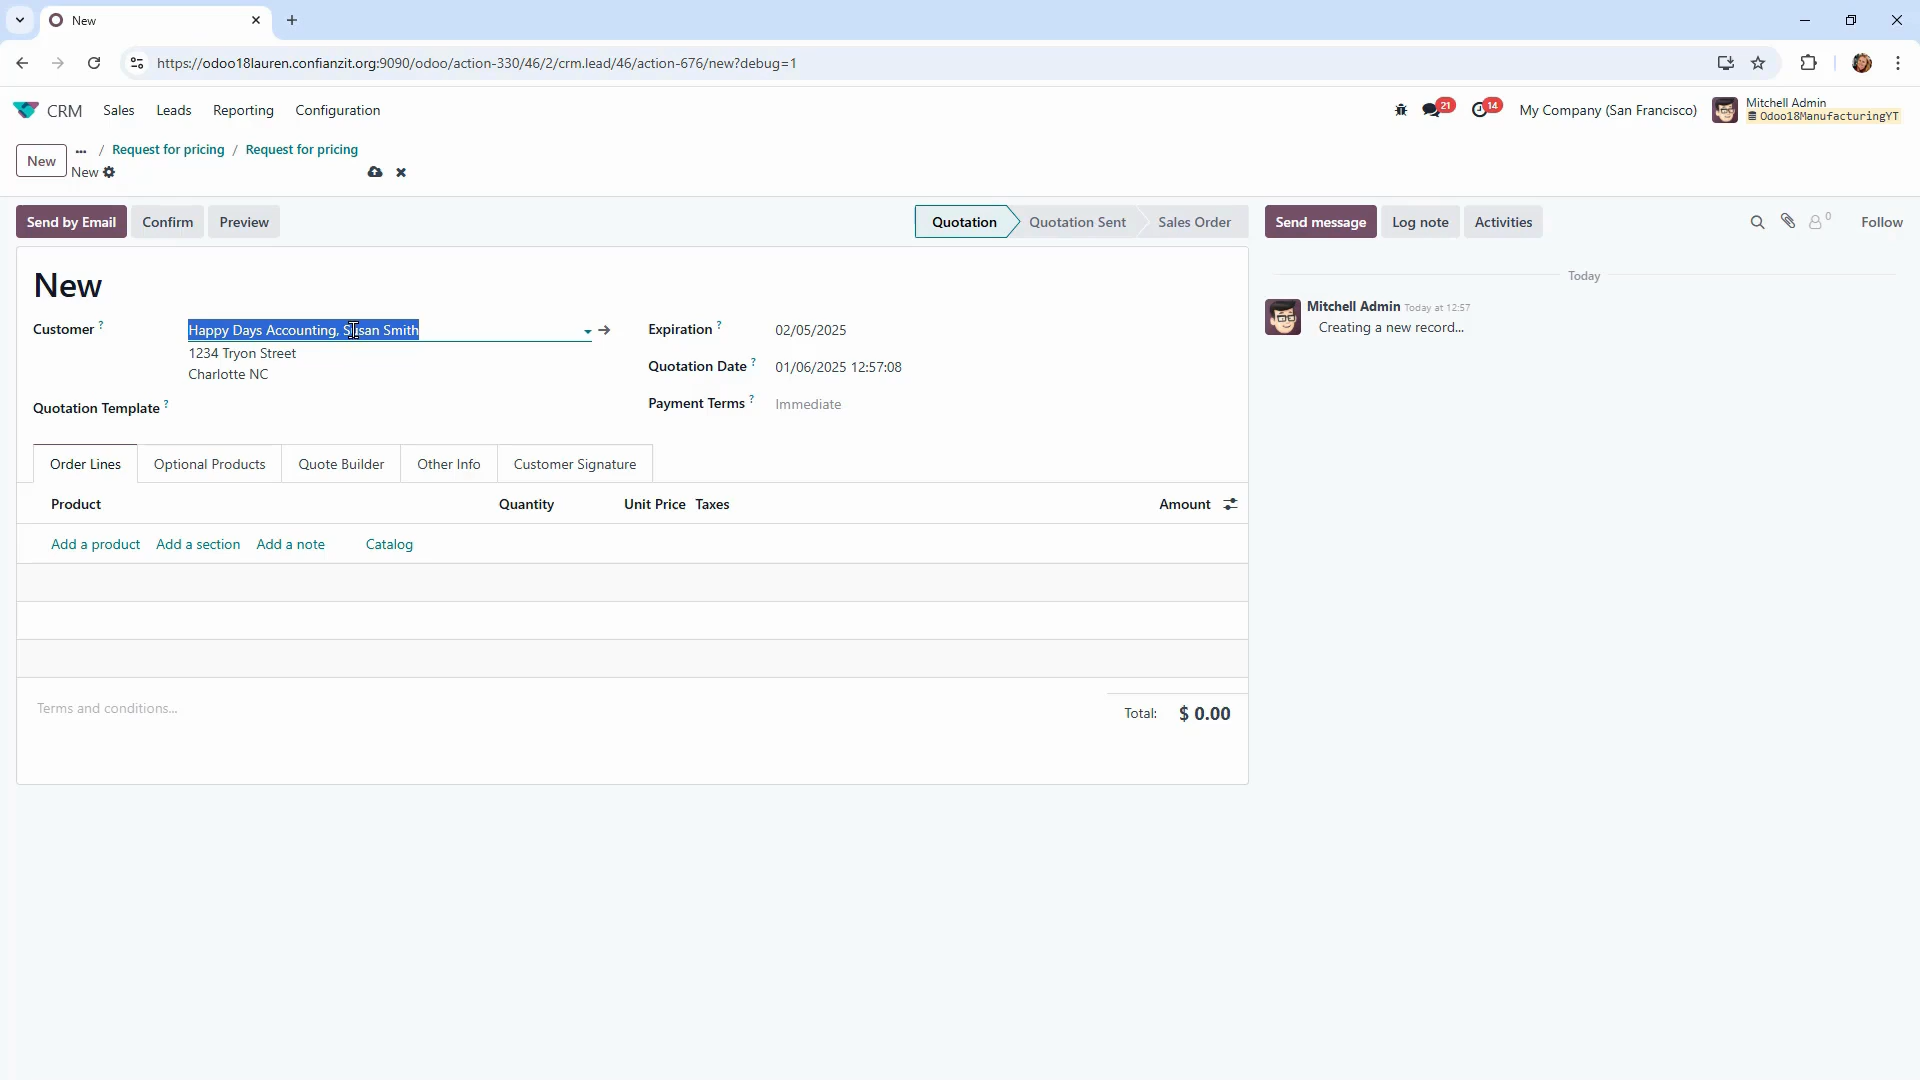 New
https://odoo18lauren.confianzit.org:9090/odoo/action-330/46/2/crm.lead/46/action-676/new?debug=1
CRM Sales Leads Reporting Configuration
21 14 My Company (San Francisco) Mitchell Admin
Odoo18ManufacturingYT
New ... / Request for pricing / Request for pricing
New
Send by Email Confirm Preview Quotation Quotation Sent Sales Order
Send message Log note Activities 0 Follow
New
Customer ? Happy Days Accounting, Susan Smith
1234 Tryon Street
Charlotte NC
Quotation Template ?
Expiration ? 02/05/2025
Quotation Date ? 01/06/2025 12:57:08
Payment Terms ? Immediate
Order Lines Optional Products Quote Builder Other Info Customer Signature
Product Quantity Unit Price Taxes Amount
Add a product Add a section Add a note Catalog
Terms and conditions...
Total: $ 0.00
Today
Mitchell Admin Today at 12:57
Creating a new record...